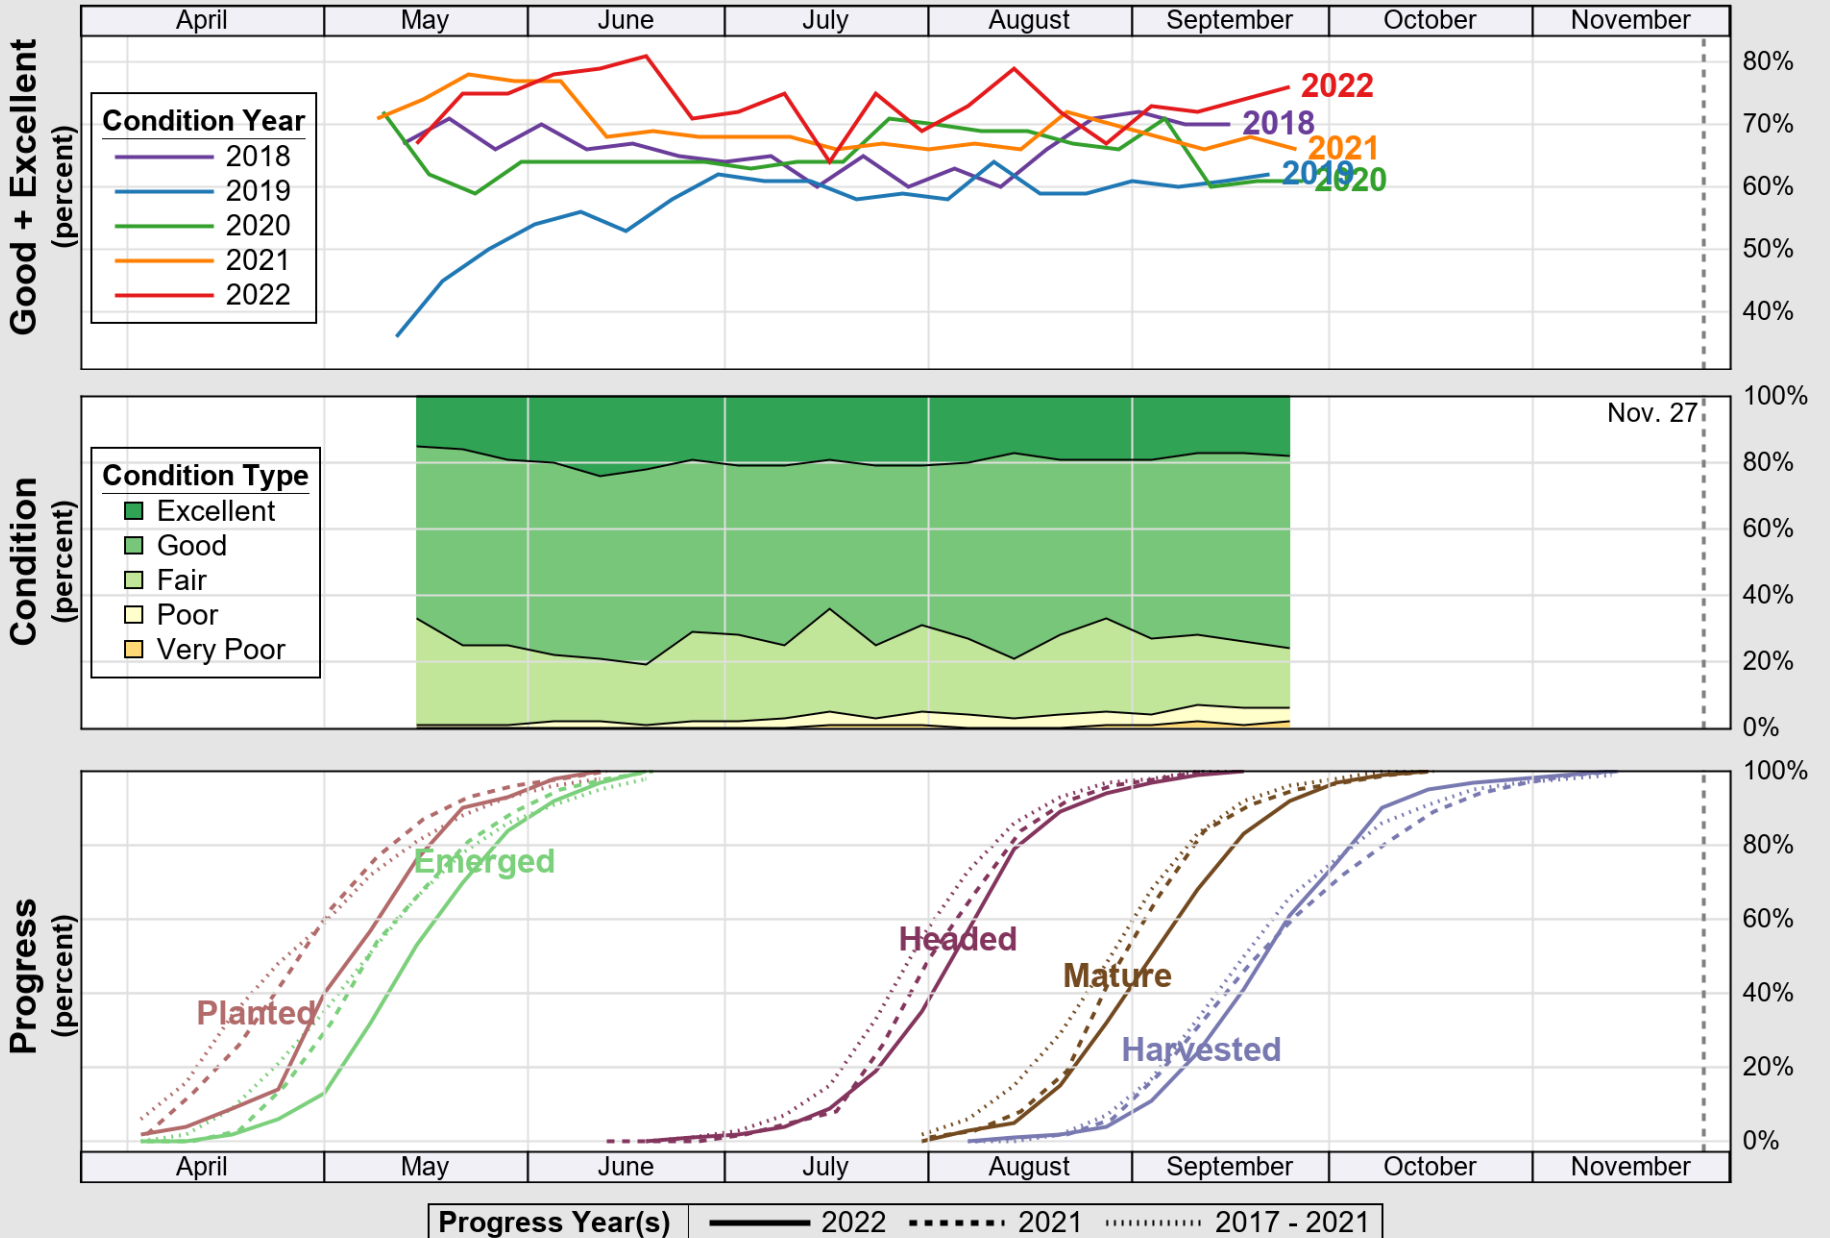 April May June July August September October November
Good + Excellent
(percent)
80%
70%
60%
50%
40%
Condition Year
2018
2019
2020
2021
2022
2022
2018
2021
2019
2020
Condition
(percent)
100%
80%
60%
40%
20%
0%
Nov. 27
Condition Type
Excellent
Good
Fair
Poor
Very Poor
Progress
(percent)
100%
80%
60%
40%
20%
0%
Emerged
Headed
Mature
Planted
Harvested
April May June July August September October November
Progress Year(s) 2022 2021 2017 - 2021